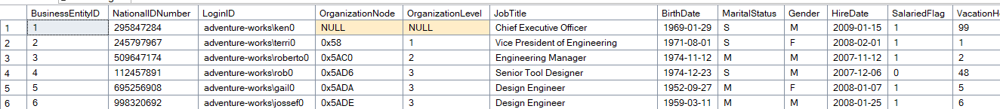 BusinessEntityID NationalIDNumber LoginID OrganizationNode OrganizationLevel JobTitle BirthDate MaritalStatus Gender HireDate SalariedFlag VacationHo
1 1 295847284 adventure-works\ken0 NULL NULL Chief Executive Officer 1969-01-29 S M 2009-01-15 1 99
2 2 245797967 adventure-works\terri0 0x58 1 Vice President of Engineering 1971-08-01 S F 2008-02-01 1 1
3 3 509647174 adventure-works\roberto0 0x5AC0 2 Engineering Manager 1974-11-12 M M 2007-11-12 1 2
4 4 112457891 adventure-works\rob0 0x5AD6 3 Senior Tool Designer 1974-12-23 S M 2007-12-06 0 48
5 5 695256908 adventure-works\gail0 0x5ADA 3 Design Engineer 1952-09-27 M F 2008-01-07 1 5
6 6 998320692 adventure-works\jossef0 0x5ADE 3 Design Engineer 1959-03-11 M M 2008-01-25 1 6